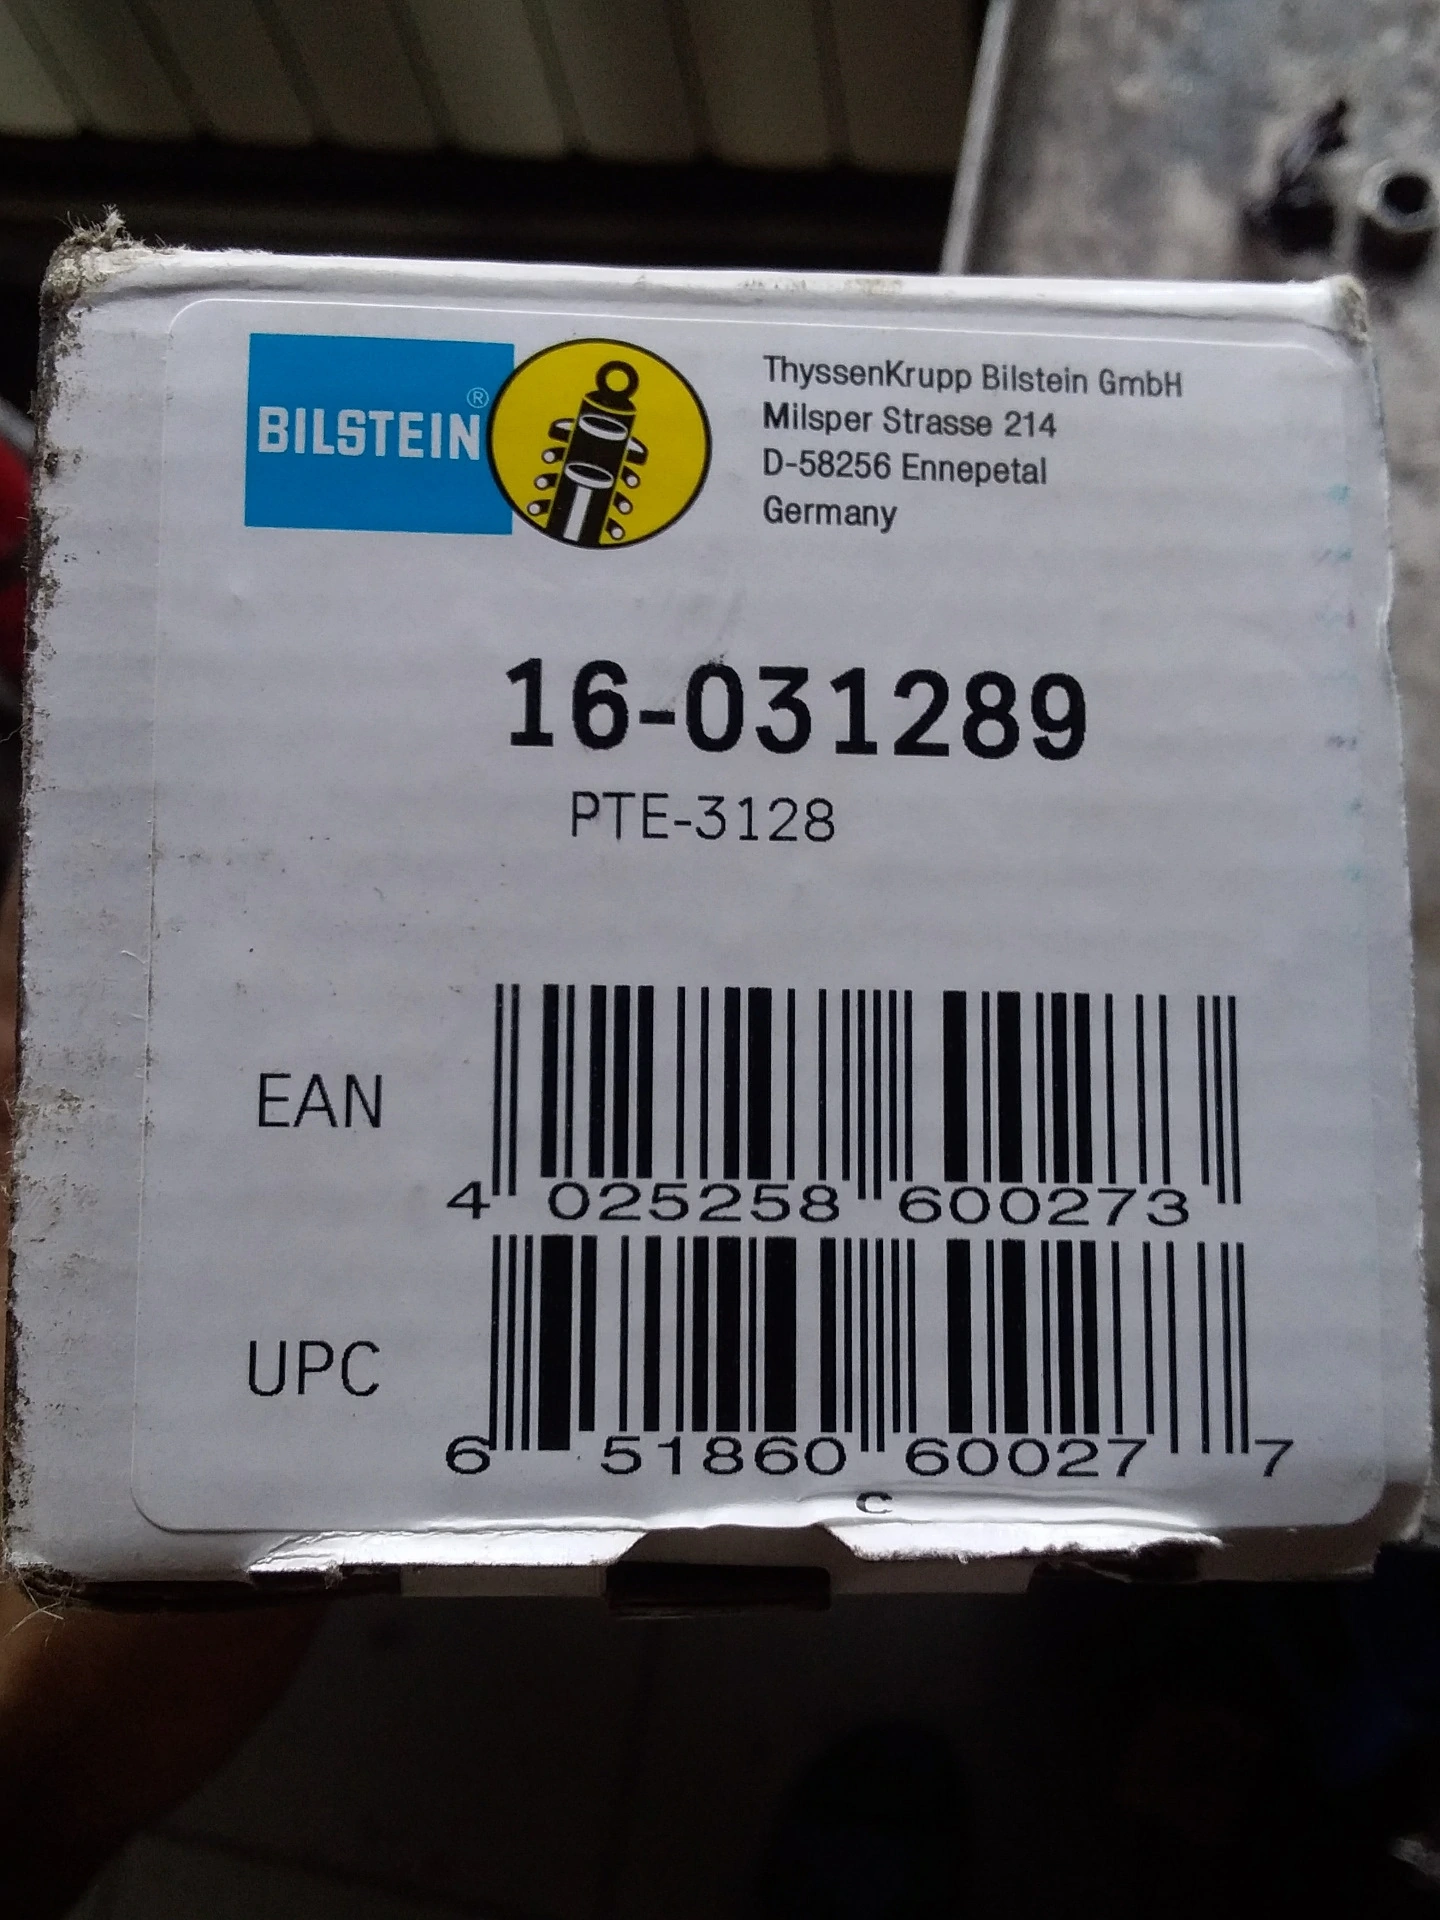 BILSTEIN®
ThyssenKrupp Bilstein GmbH
Milsper Strasse 214
D-58256 Ennepetal
Germany
16-031289
PTE-3128
EAN
4 025258 600273
UPC
6 51860 60027 7
C